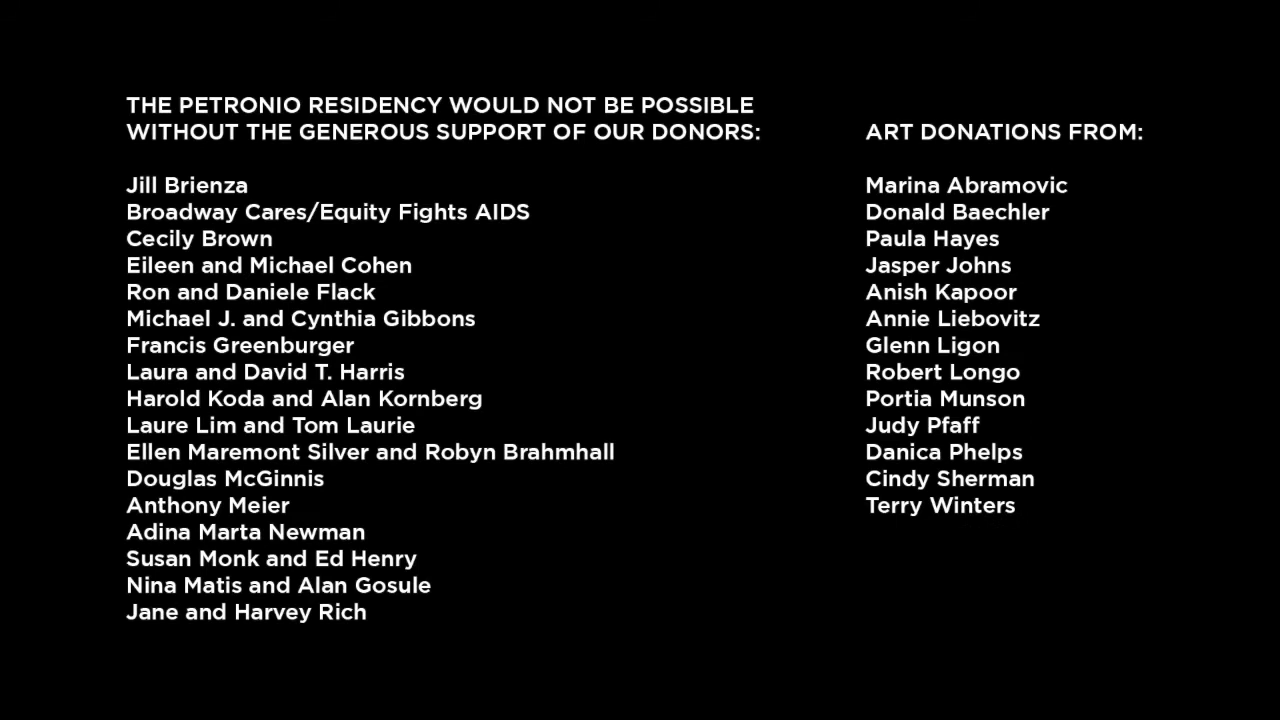 THE PETRONIO RESIDENCY WOULD NOT BE POSSIBLE
WITHOUT THE GENEROUS SUPPORT OF OUR DONORS:
Jill Brienza
Broadway Cares/Equity Fights AIDS
Cecily Brown
Eileen and Michael Cohen
Ron and Daniele Flack
Michael J. and Cynthia Gibbons
Francis Greenburger
Laura and David T. Harris
Harold Koda and Alan Kornberg
Laure Lim and Tom Laurie
Ellen Maremont Silver and Robyn Brahmhall
Douglas McGinnis
Anthony Meier
Adina Marta Newman
Susan Monk and Ed Henry
Nina Matis and Alan Gosule
Jane and Harvey Rich
ART DONATIONS FROM:
Marina Abramovic
Donald Baechler
Paula Hayes
Jasper Johns
Anish Kapoor
Annie Liebovitz
Glenn Ligon
Robert Longo
Portia Munson
Judy Pfaff
Danica Phelps
Cindy Sherman
Terry Winters